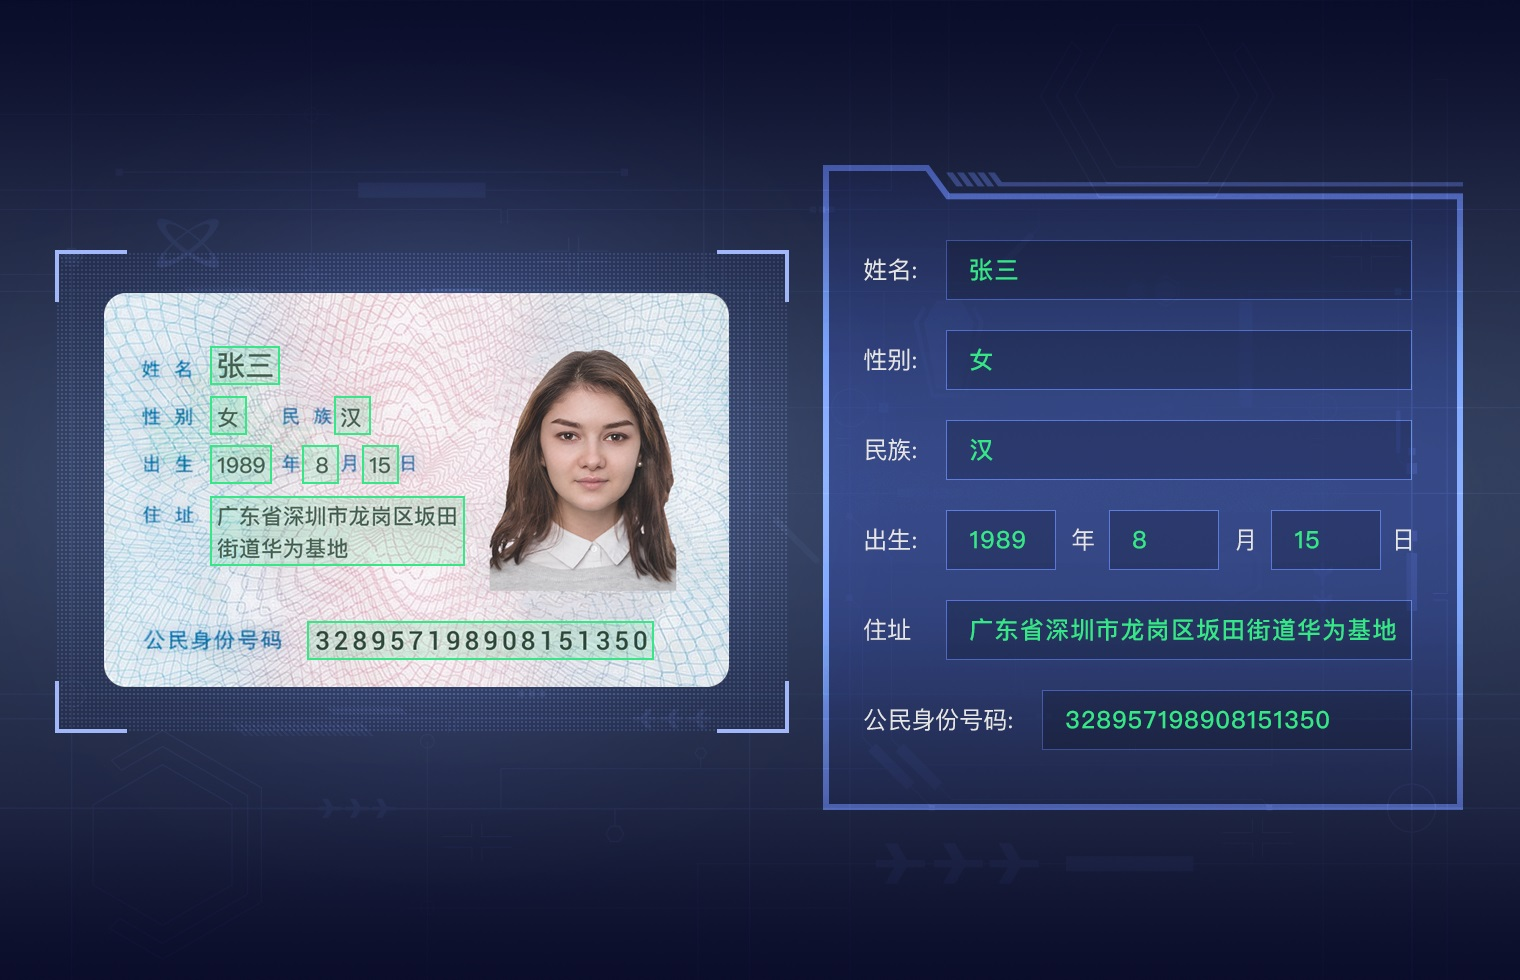 姓名 张三
性别 女 民族 汉
出生 1989 年 8 月 15 日
住址 广东省深圳市龙岗区坂田
街道华为基地
公民身份号码 328957198908151350
姓名: 张三
性别: 女
民族: 汉
出生: 1989 年 8 月 15 日
住址 广东省深圳市龙岗区坂田街道华为基地
公民身份号码: 328957198908151350